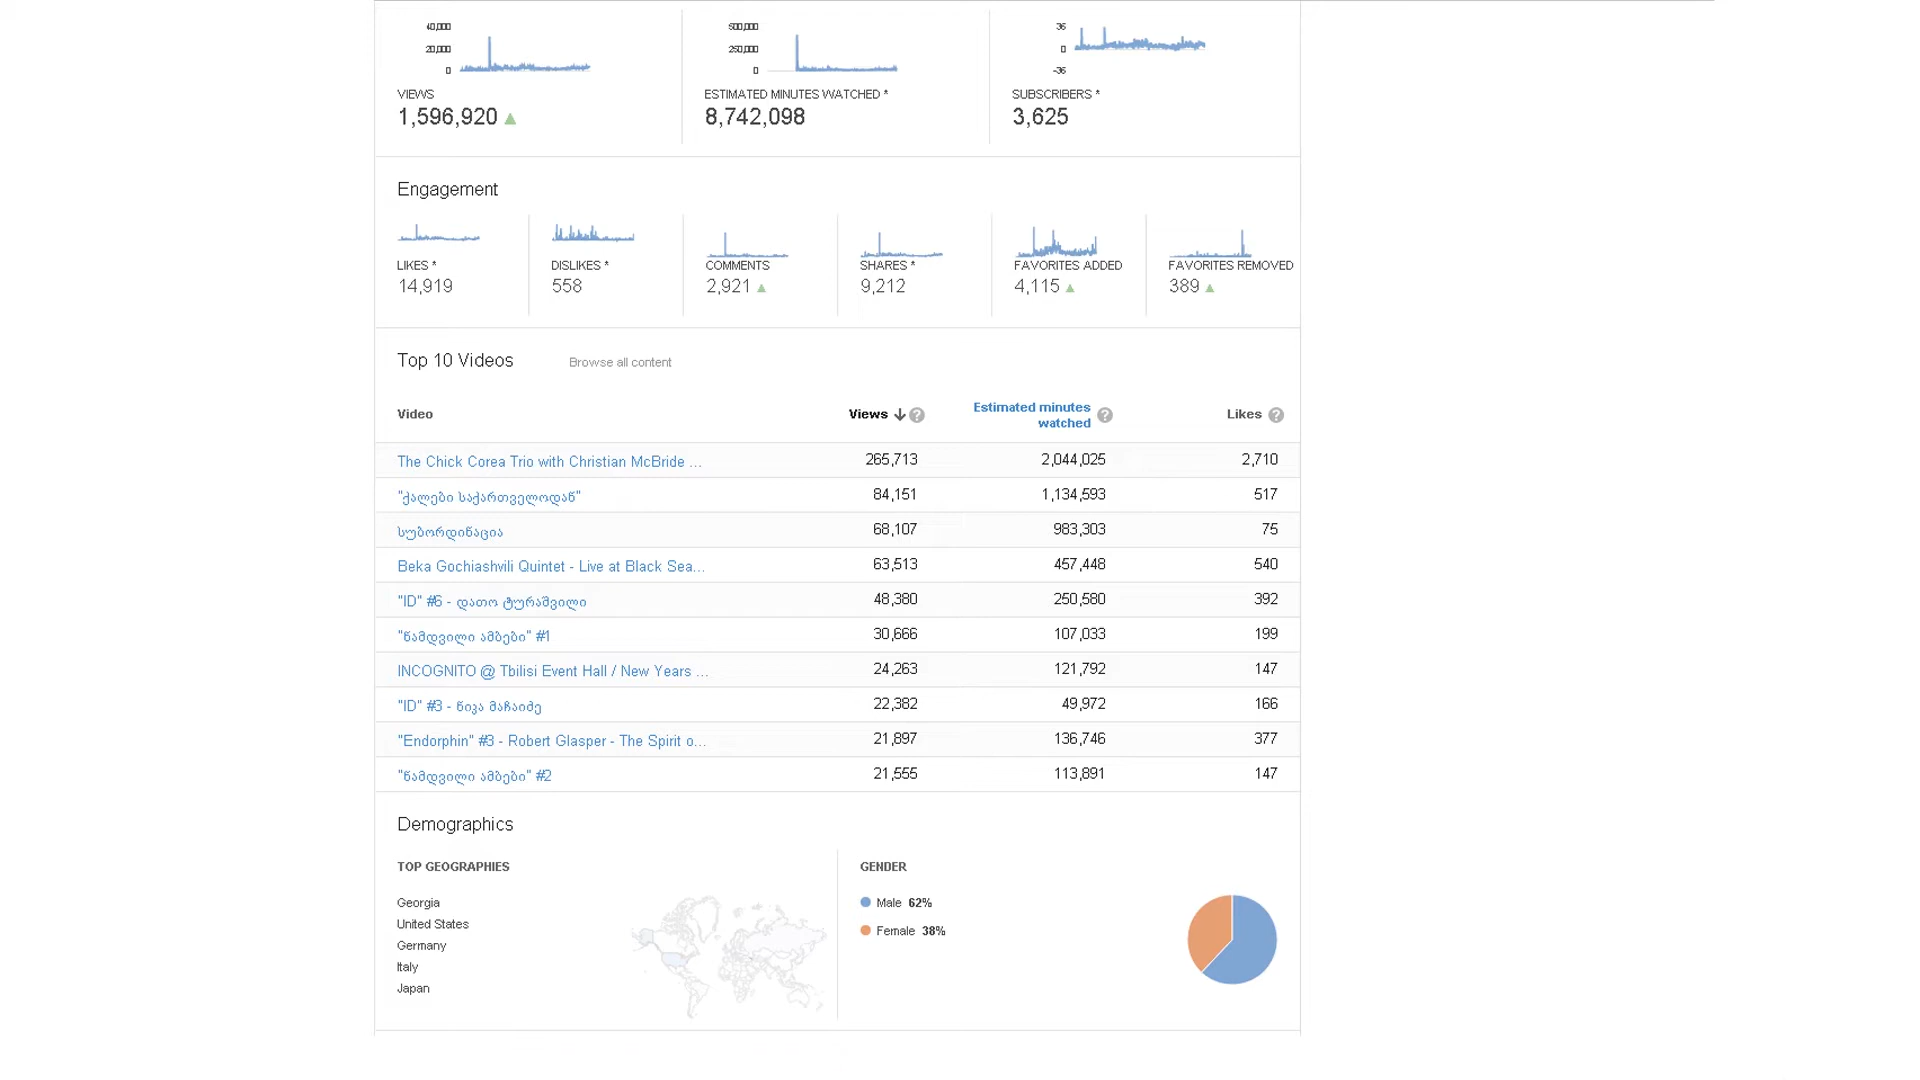 40,000
20,000
0
VIEWS
1,596,920
500,000
250,000
0
ESTIMATED MINUTES WATCHED *
8,742,098
36
0
-36
SUBSCRIBERS *
3,625
Engagement
LIKES *
14,919
DISLIKES *
558
COMMENTS
2,921
SHARES *
9,212
FAVORITES ADDED
4,115
FAVORITES REMOVED
389
Top 10 Videos Browse all content
Video Views Estimated minutes watched Likes
The Chick Corea Trio with Christian McBride ... 265,713 2,044,025 2,710
"ქალები საქართველოდან" 84,151 1,134,593 517
სუბორდინაცია 68,107 983,303 75
Beka Gochiashvili Quintet - Live at Black Sea... 63,513 457,448 540
"ID" #6 - დათო ტურაშვილი 48,380 250,580 392
"ნამდვილი ამბები" #1 30,666 107,033 199
INCOGNITO @ Tbilisi Event Hall / New Years ... 24,263 121,792 147
"ID" #3 - ნიკა მაჩაიძე 22,382 49,972 166
"Endorphin" #3 - Robert Glasper - The Spirit o... 21,897 136,746 377
"ნამდვილი ამბები" #2 21,555 113,891 147
Demographics
TOP GEOGRAPHIES
Georgia
United States
Germany
Italy
Japan
GENDER
Male 62%
Female 38%